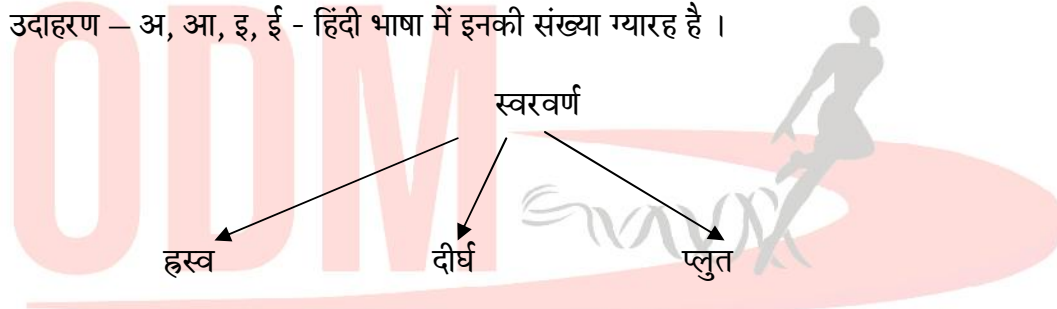 उदाहरण – अ, आ, इ, ई - हिंदी भाषा में इनकी संख्या ग्यारह है ।
स्वरवर्ण
ह्रस्व दीर्घ प्लुत
ODM